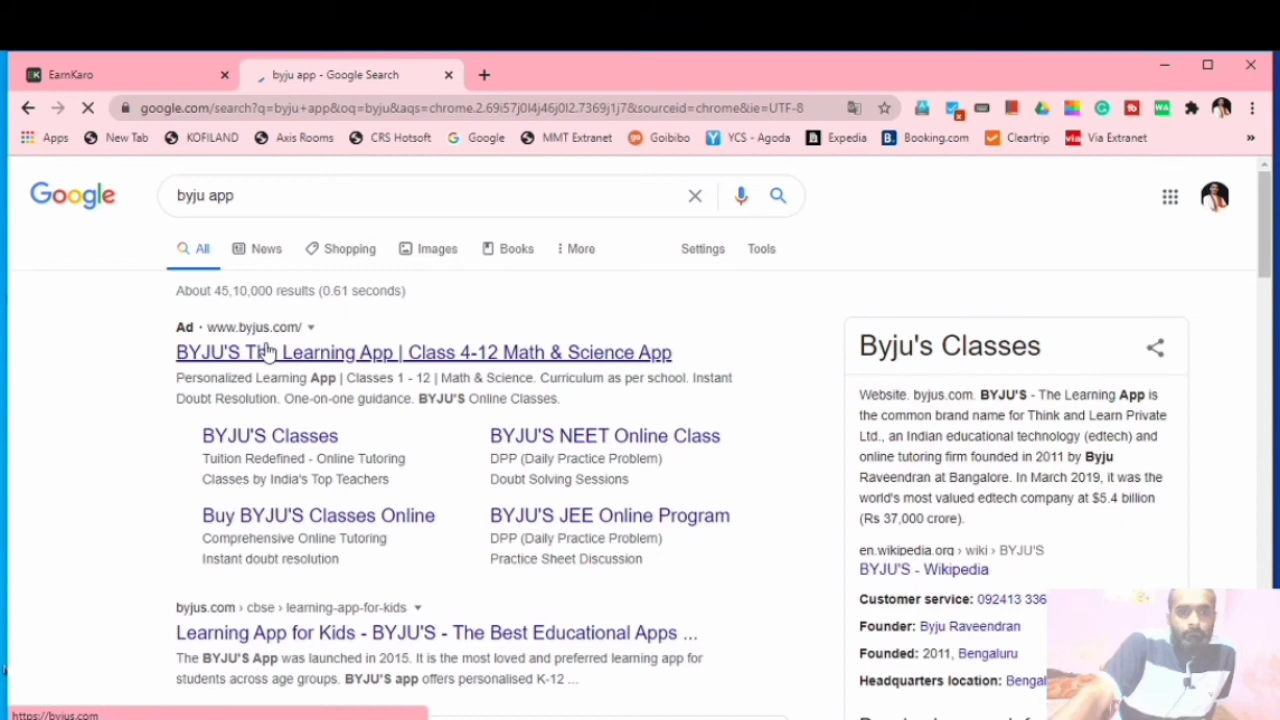 EarnKaro
byju app - Google Search
google.com/search?q=byju+app&oq=byju&aqs=chrome.2.69i57j0l4j46j0l2.7369j1j7&sourceid=chrome&ie=UTF-8
Apps New Tab KOFILAND Axis Rooms CRS Hotsoft Google MMT Extranet Goibibo YCS - Agoda Expedia Booking.com Cleartrip Via Extranet »
Google
byju app
All News Shopping Images Books More Settings Tools
About 45,10,000 results (0.61 seconds)
Ad · www.byjus.com/
BYJU'S The Learning App | Class 4-12 Math & Science App
Personalized Learning App | Classes 1 - 12 | Math & Science. Curriculum as per school. Instant
Doubt Resolution. One-on-one guidance. BYJU'S Online Classes.
BYJU'S Classes
Tuition Redefined - Online Tutoring
Classes by India's Top Teachers
BYJU'S NEET Online Class
DPP (Daily Practice Problem)
Doubt Solving Sessions
Buy BYJU'S Classes Online
Comprehensive Online Tutoring
Instant doubt resolution
BYJU'S JEE Online Program
DPP (Daily Practice Problem)
Practice Sheet Discussion
byjus.com › cbse › learning-app-for-kids
Learning App for Kids - BYJU'S - The Best Educational Apps ...
The BYJU'S App was launched in 2015. It is the most loved and preferred learning app for
students across age groups. BYJU'S app offers personalised K-12 ...
Byju's Classes
Website. byjus.com. BYJU'S - The Learning App is
the common brand name for Think and Learn Private
Ltd., an Indian educational technology (edtech) and
online tutoring firm founded in 2011 by Byju
Raveendran at Bangalore. In March 2019, it was the
world's most valued edtech company at $5.4 billion
(Rs 37,000 crore).
en.wikipedia.org › wiki › BYJU'S
BYJU'S - Wikipedia
Customer service: 092413 336
Founder: Byju Raveendran
Founded: 2011, Bengaluru
Headquarters location: Bengal
https://byjus.com